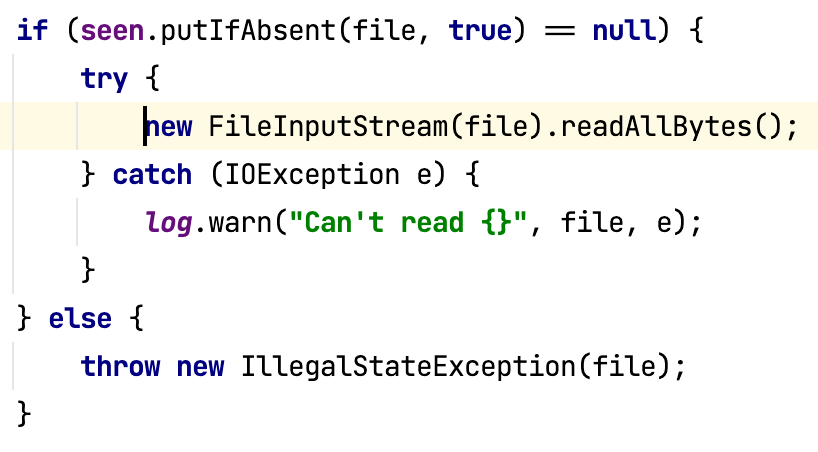 if (seen.putIfAbsent(file, true) == null) {
    try {
        new FileInputStream(file).readAllBytes();
    } catch (IOException e) {
        log.warn("Can't read {}", file, e);
    }
} else {
    throw new IllegalStateException(file);
}